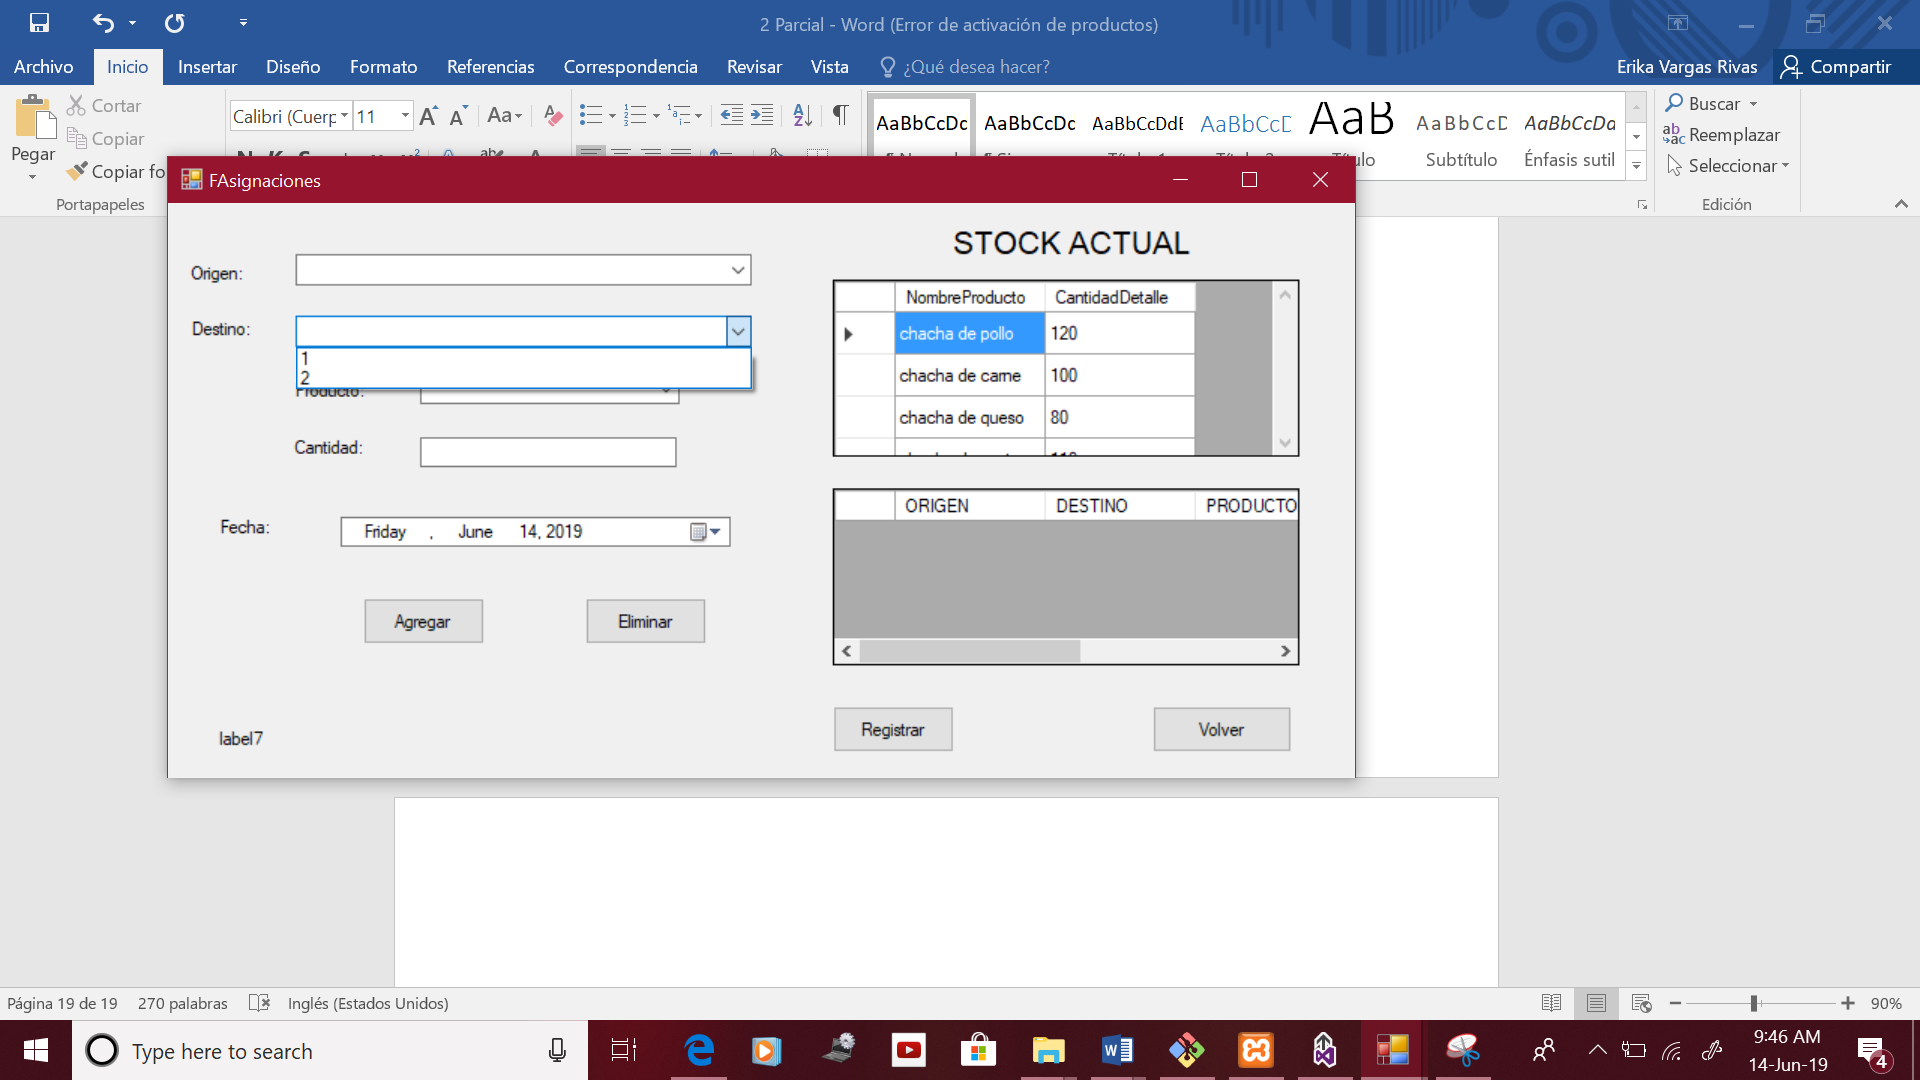 2 Parcial - Word (Error de activación de productos)
Archivo Inicio Insertar Diseño Formato Referencias Correspondencia Revisar Vista ¿Qué desea hacer? Erika Vargas Rivas Compartir
Pegar
Cortar
Copiar
Copiar fo
Portapapeles
Calibri (Cuerp 11
AaBbCcDc AaBbCcDc AaBbCcDdE AaBbCcD AaB AaBbCcD AaBbCcDa
Subtítulo Énfasis sutil
Buscar
Reemplazar
Seleccionar
Edición
FAsignaciones
Origen:
Destino:
1
2
Producto:
Cantidad:
Fecha: Friday , June 14, 2019
Agregar Eliminar
label7
STOCK ACTUAL
NombreProducto CantidadDetalle
chacha de pollo 120
chacha de carne 100
chacha de queso 80
ORIGEN DESTINO PRODUCTO
Registrar Volver
Página 19 de 19 270 palabras Inglés (Estados Unidos) 90%
Type here to search
9:46 AM
14-Jun-19
4